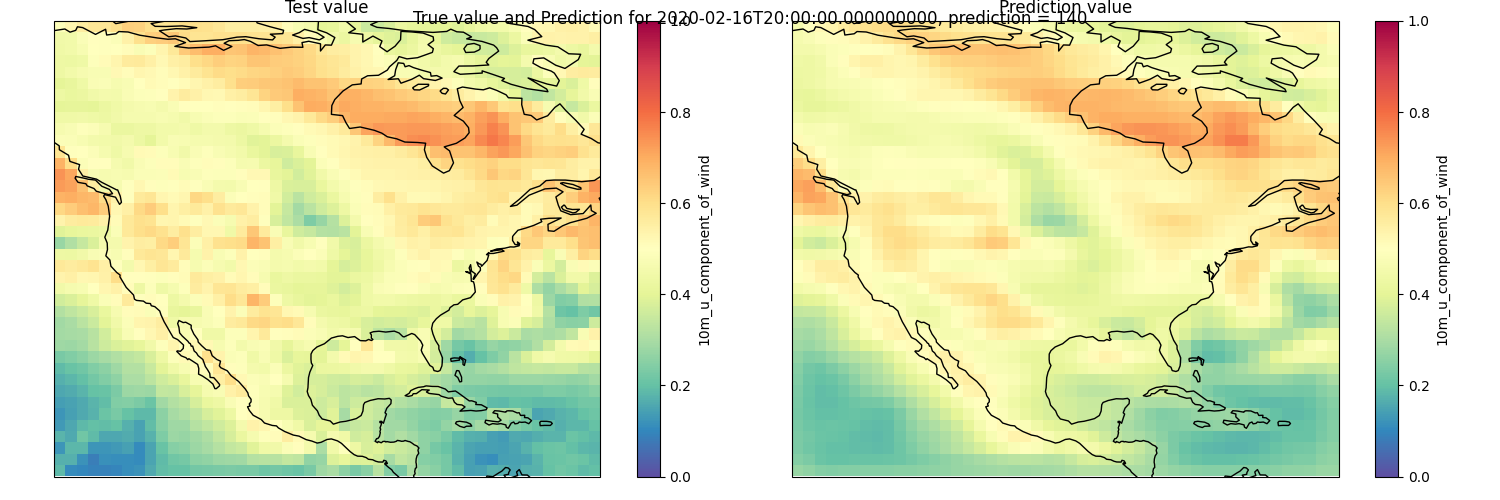 Test value
Prediction value
True value and Prediction for 2020-02-16T20:00:00.000000000, prediction = 140
1.0
0.8
0.6
0.4
0.2
0.0
10m_u_component_of_wind
1.0
0.8
0.6
0.4
0.2
0.0
10m_u_component_of_wind